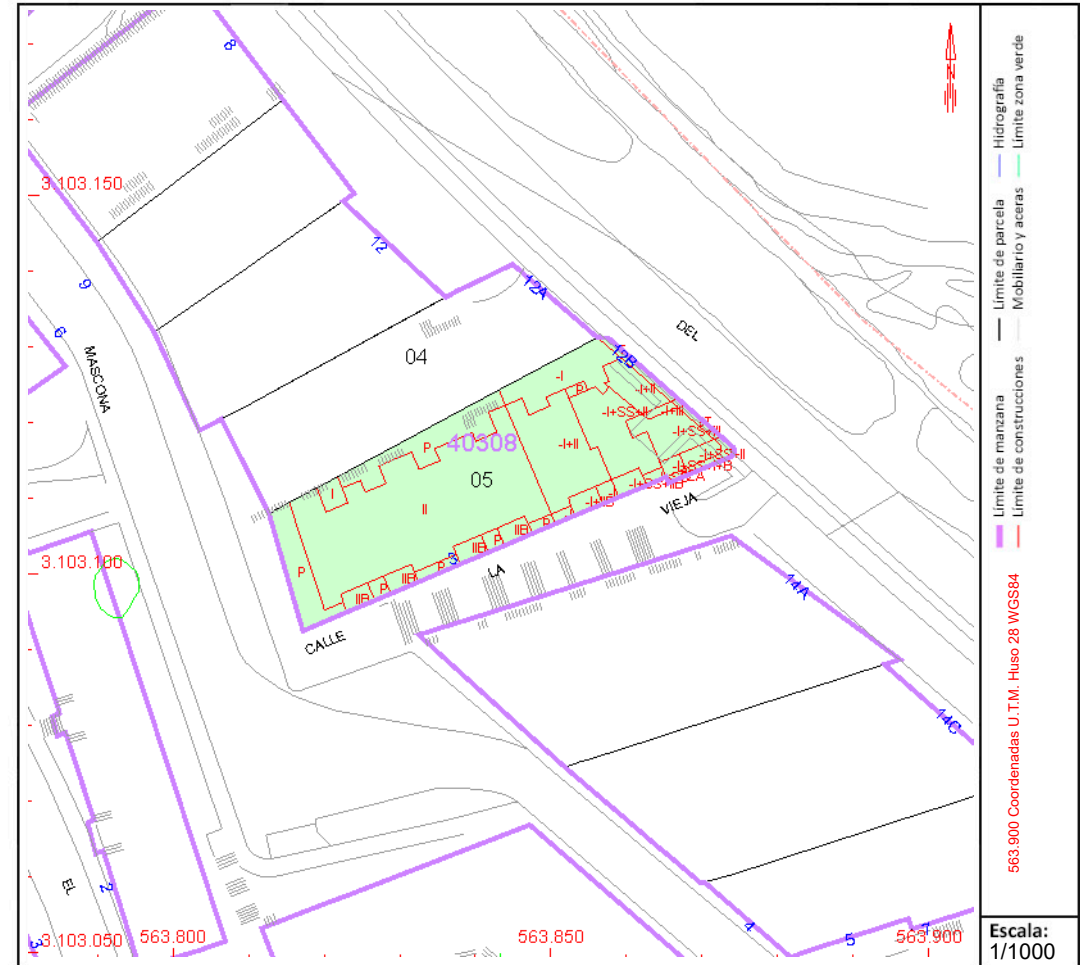 8
N
3.103.150
12
9
12A
6
MASCONA
DEL
04
12B
-I
P
-I+II
-I+SS+II
-I+III
40308
P
-I+II
05
I
II
P
-I+SS+II
-I+SS+I+B
-I+SS+IIB
-I+IIB
VIEJA
P
IIB
P
IIB
P
IIB
P
IIB
3
LA
3.103.100
CALLE
14A
14C
EL
2
3
4
5
7
3.103.050
563.800
563.850
563.900
Límite de manzana
Límite de parcela
Hidrografía
Límite de construcciones
Mobiliario y aceras
Límite zona verde
563.900 Coordenadas U.T.M. Huso 28 WGS84
Escala:
1/1000